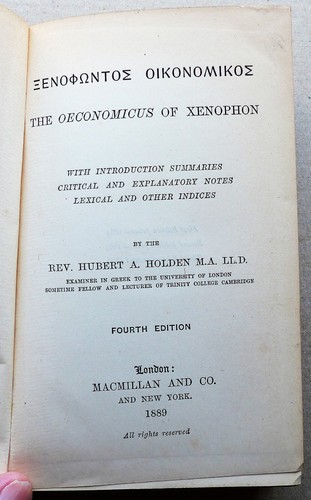 ΞΕΝΟΦΩΝΤΟΣ ΟΙΚΟΝΟΜΙΚΟΣ
THE OECONOMICUS OF XENOPHON
WITH INTRODUCTION SUMMARIES
CRITICAL AND EXPLANATORY NOTES
LEXICAL AND OTHER INDICES
BY THE
REV. HUBERT A. HOLDEN M.A. LL.D.
EXAMINER IN GREEK TO THE UNIVERSITY OF LONDON
SOMETIME FELLOW AND LECTURER OF TRINITY COLLEGE CAMBRIDGE
FOURTH EDITION
London:
MACMILLAN AND CO.
AND NEW YORK.
1889
All rights reserved